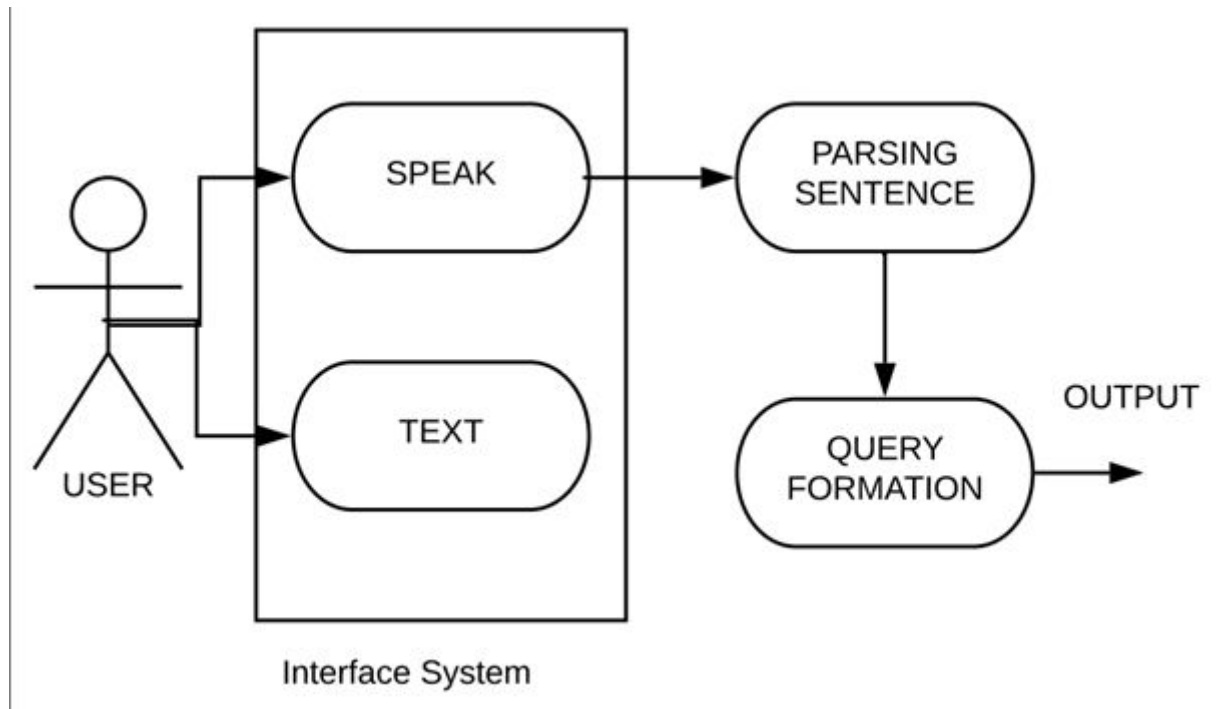 SPEAK
PARSING
SENTENCE
TEXT
USER
QUERY
FORMATION
OUTPUT
Interface System